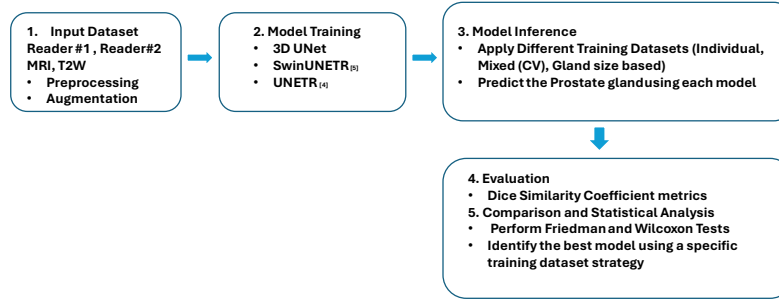 1. Input Dataset
Reader #1 , Reader#2
MRI, T2W
• Preprocessing
• Augmentation
2. Model Training
• 3D UNet
• SwinUNETR [5]
• UNETR [4]
3. Model Inference
• Apply Different Training Datasets (Individual,
Mixed (CV), Gland size based)
• Predict the Prostate gland using each model
4. Evaluation
• Dice Similarity Coefficient metrics
5. Comparison and Statistical Analysis
• Perform Friedman and Wilcoxon Tests
• Identify the best model using a specific
training dataset strategy